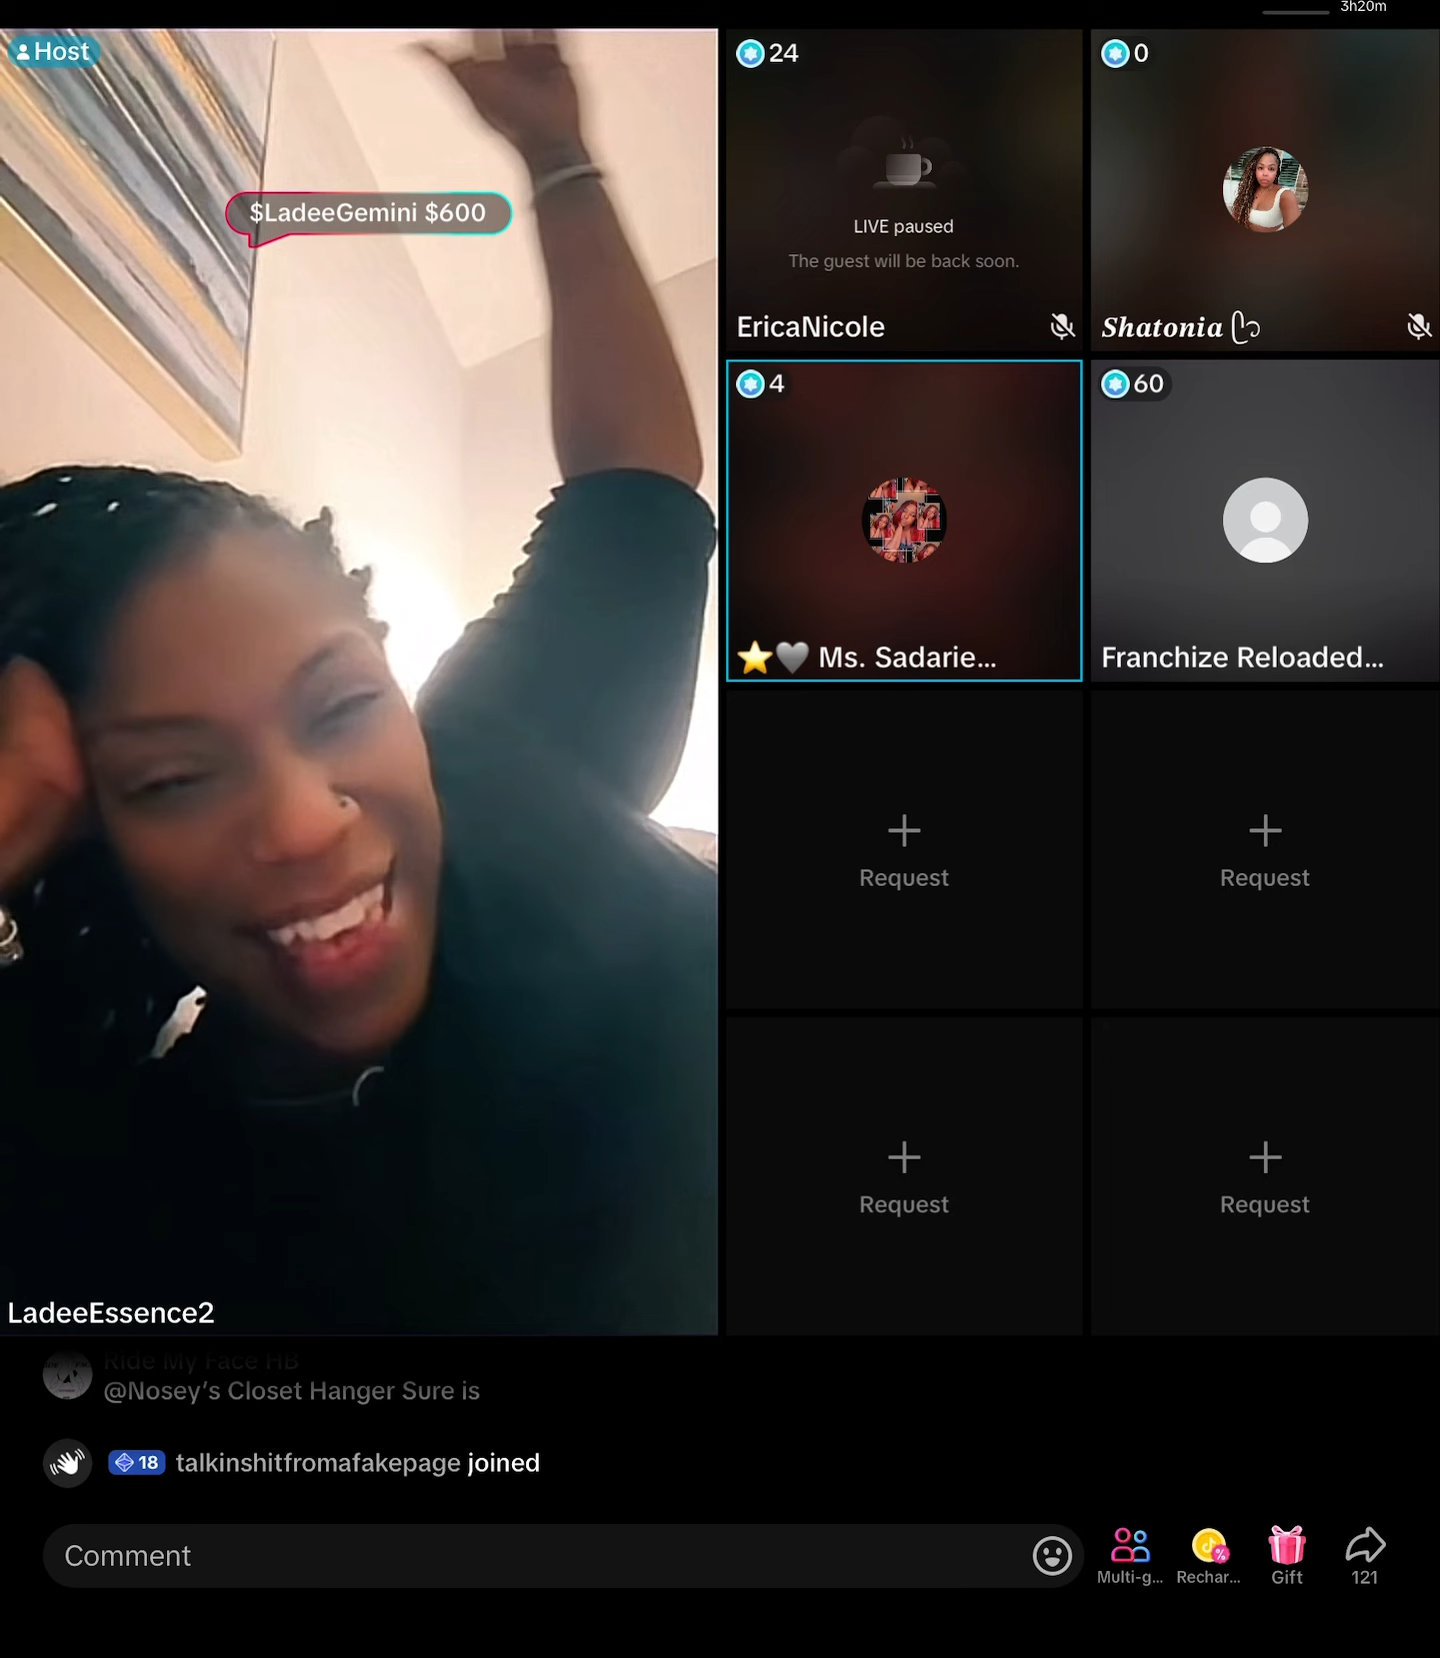 3h20m
Host
$LadeeGemini $600
LadeeEssence2
24
LIVE paused
The guest will be back soon.
EricaNicole
0
Shatonia
4
⭐🩶 Ms. Sadarie...
60
Franchize Reloaded...
+
Request
+
Request
+
Request
+
Request
Ride My Face HB
@Nosey’s Closet Hanger Sure is
18 talkinshitfromafakepage joined
Comment
Multi-g...
Rechar...
Gift
121